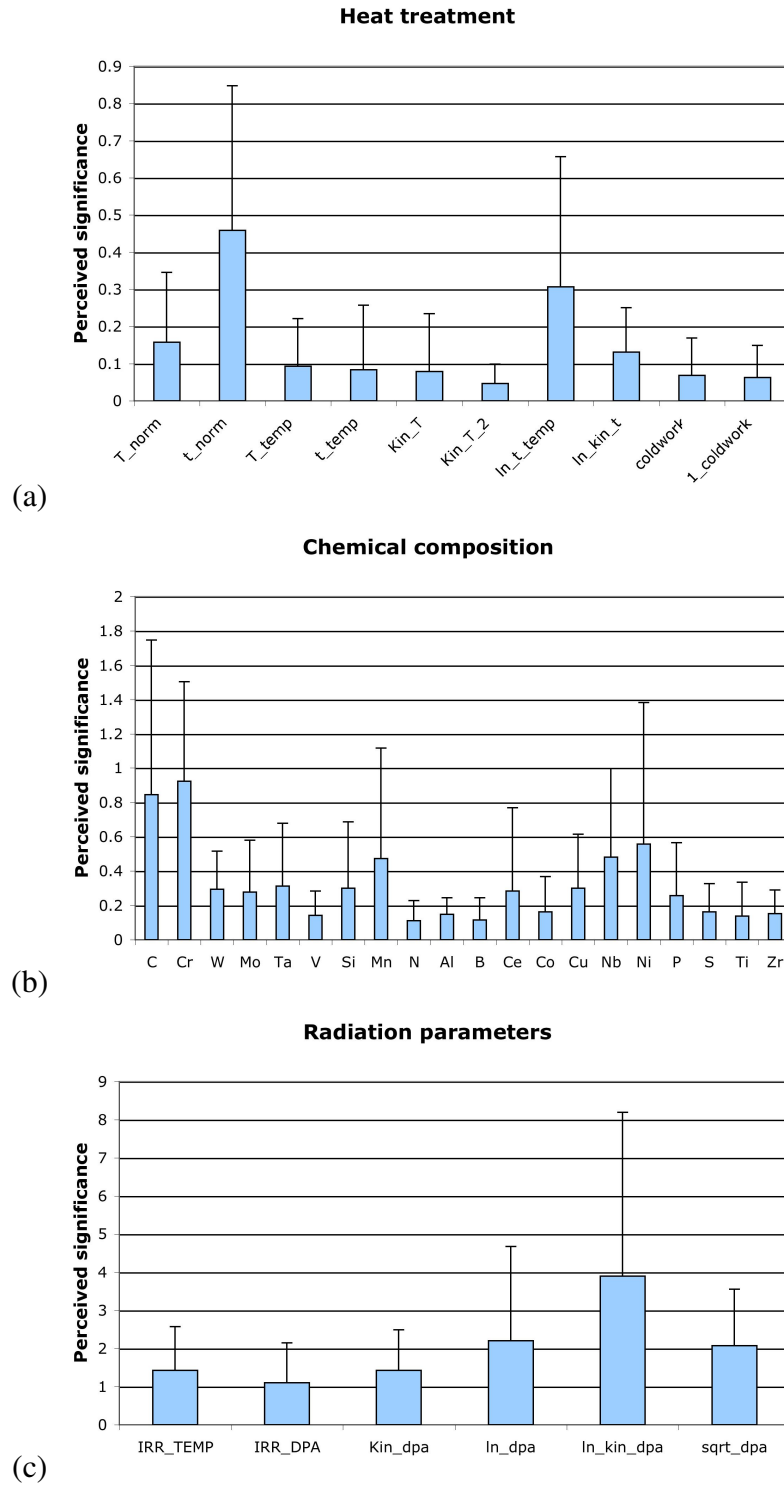 Heat treatment
Perceived significance
0.9
0.8
0.7
0.6
0.5
0.4
0.3
0.2
0.1
0
T_norm t_norm T_temp t_temp Kin_T Kin_T_2 ln_t_temp ln_kin_t coldwork 1_coldwork
(a)
Chemical composition
Perceived significance
2
1.8
1.6
1.4
1.2
1
0.8
0.6
0.4
0.2
0
C Cr W Mo Ta V Si Mn N Al B Ce Co Cu Nb Ni P S Ti Zr
(b)
Radiation parameters
Perceived significance
9
8
7
6
5
4
3
2
1
0
IRR_TEMP IRR_DPA Kin_dpa ln_dpa ln_kin_dpa sqrt_dpa
(c)